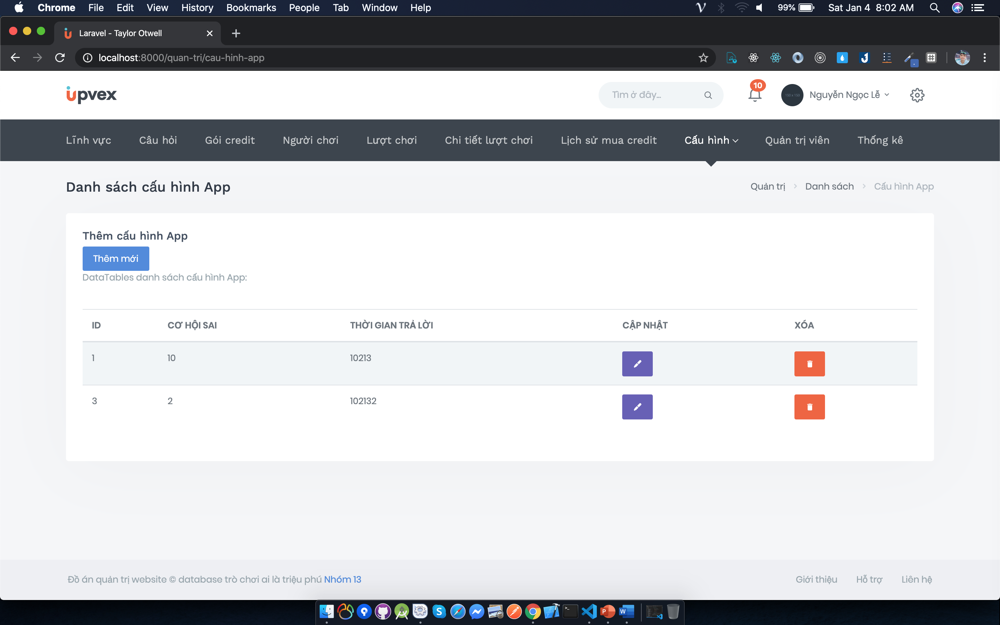 Chrome File Edit View History Bookmarks People Tab Window Help 99% Sat Jan 4 8:02 AM
Laravel - Taylor Otwell
localhost:8000/quan-tri/cau-hinh-app
upvex Tìm ở đây... 10 150 x 150 Nguyễn Ngọc Lễ
Lĩnh vực Câu hỏi Gói credit Người chơi Lượt chơi Chi tiết lượt chơi Lịch sử mua credit Cấu hình Quản trị viên Thống kê
Danh sách cấu hình App Quản trị Danh sách Cấu hình App
Thêm cấu hình App
Thêm mới
DataTables danh sách cấu hình App:
ID CƠ HỘI SAI THỜI GIAN TRẢ LỜI CẬP NHẬT XÓA
1 10 10213
3 2 102132
Đồ án quản trị website © database trò chơi ai là triệu phú Nhóm 13 Giới thiệu Hỗ trợ Liên hệ